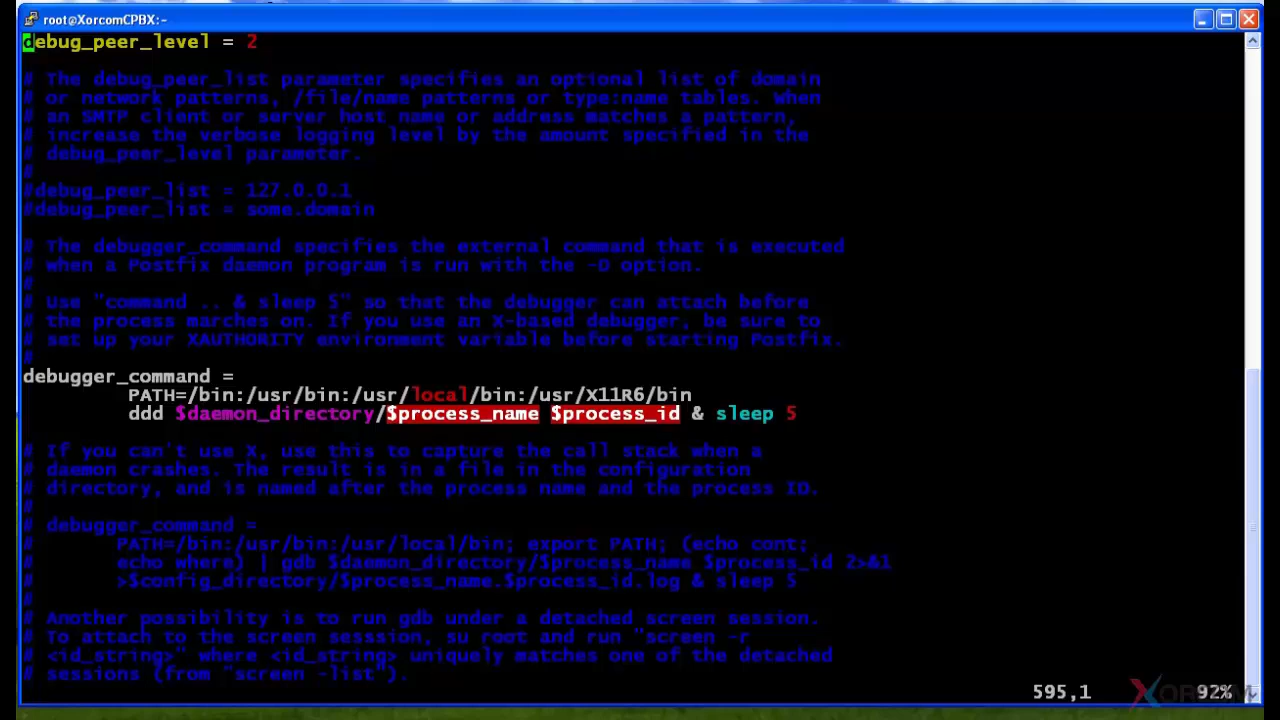 root@XorcomCPBX:~
debug_peer_level = 2
# The debug_peer_list parameter specifies an optional list of domain
# or network patterns, /file/name patterns or type:name tables. When
# an SMTP client or server host name or address matches a pattern,
# increase the verbose logging level by the amount specified in the
# debug_peer_level parameter.
#
#debug_peer_list = 127.0.0.1
#debug_peer_list = some.domain
# The debugger_command specifies the external command that is executed
# when a Postfix daemon program is run with the -D option.
#
# Use "command .. & sleep 5" so that the debugger can attach before
# the process marches on. If you use an X-based debugger, be sure to
# set up your XAUTHORITY environment variable before starting Postfix.
#
debugger_command =
PATH=/bin:/usr/bin:/usr/local/bin:/usr/X11R6/bin
ddd $daemon_directory/$process_name $process_id & sleep 5
# If you can't use X, use this to capture the call stack when a
# daemon crashes. The result is in a file in the configuration
# directory, and is named after the process name and the process ID.
#
# debugger_command =
# PATH=/bin:/usr/bin:/usr/local/bin; export PATH; (echo cont;
# echo where) | gdb $daemon_directory/$process_name $process_id 2>&1
# >$config_directory/$process_name.$process_id.log & sleep 5
#
# Another possibility is to run gdb under a detached screen session.
# To attach to the screen sesssion, su root and run "screen -r
# <id_string>" where <id_string> uniquely matches one of the detached
# sessions (from "screen -list").
595,1 92%
XORCOM